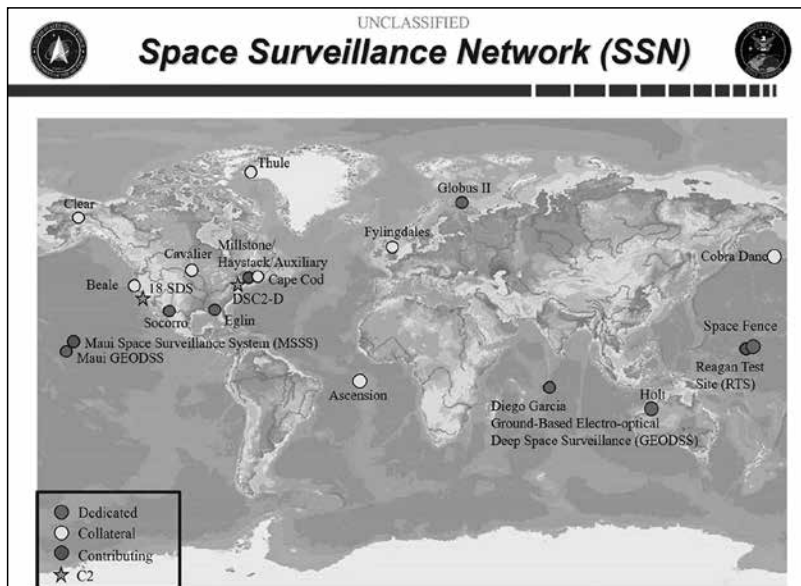 UNCLASSIFIED
Space Surveillance Network (SSN)
Thule
Globus II
Clear
Fylingdales
Cavalier
Millstone/
Haystack/Auxiliary
Cape Cod
Cobra Dane
Beale
18 SDS
DSC2-D
Socorro
Eglin
Space Fence
Maui Space Surveillance System (MSSS)
Maui GEODSS
Reagan Test
Site (RTS)
Ascension
Holt
Diego Garcia
Ground-Based Electro-optical
Deep Space Surveillance (GEODSS)
Dedicated
Collateral
Contributing
C2